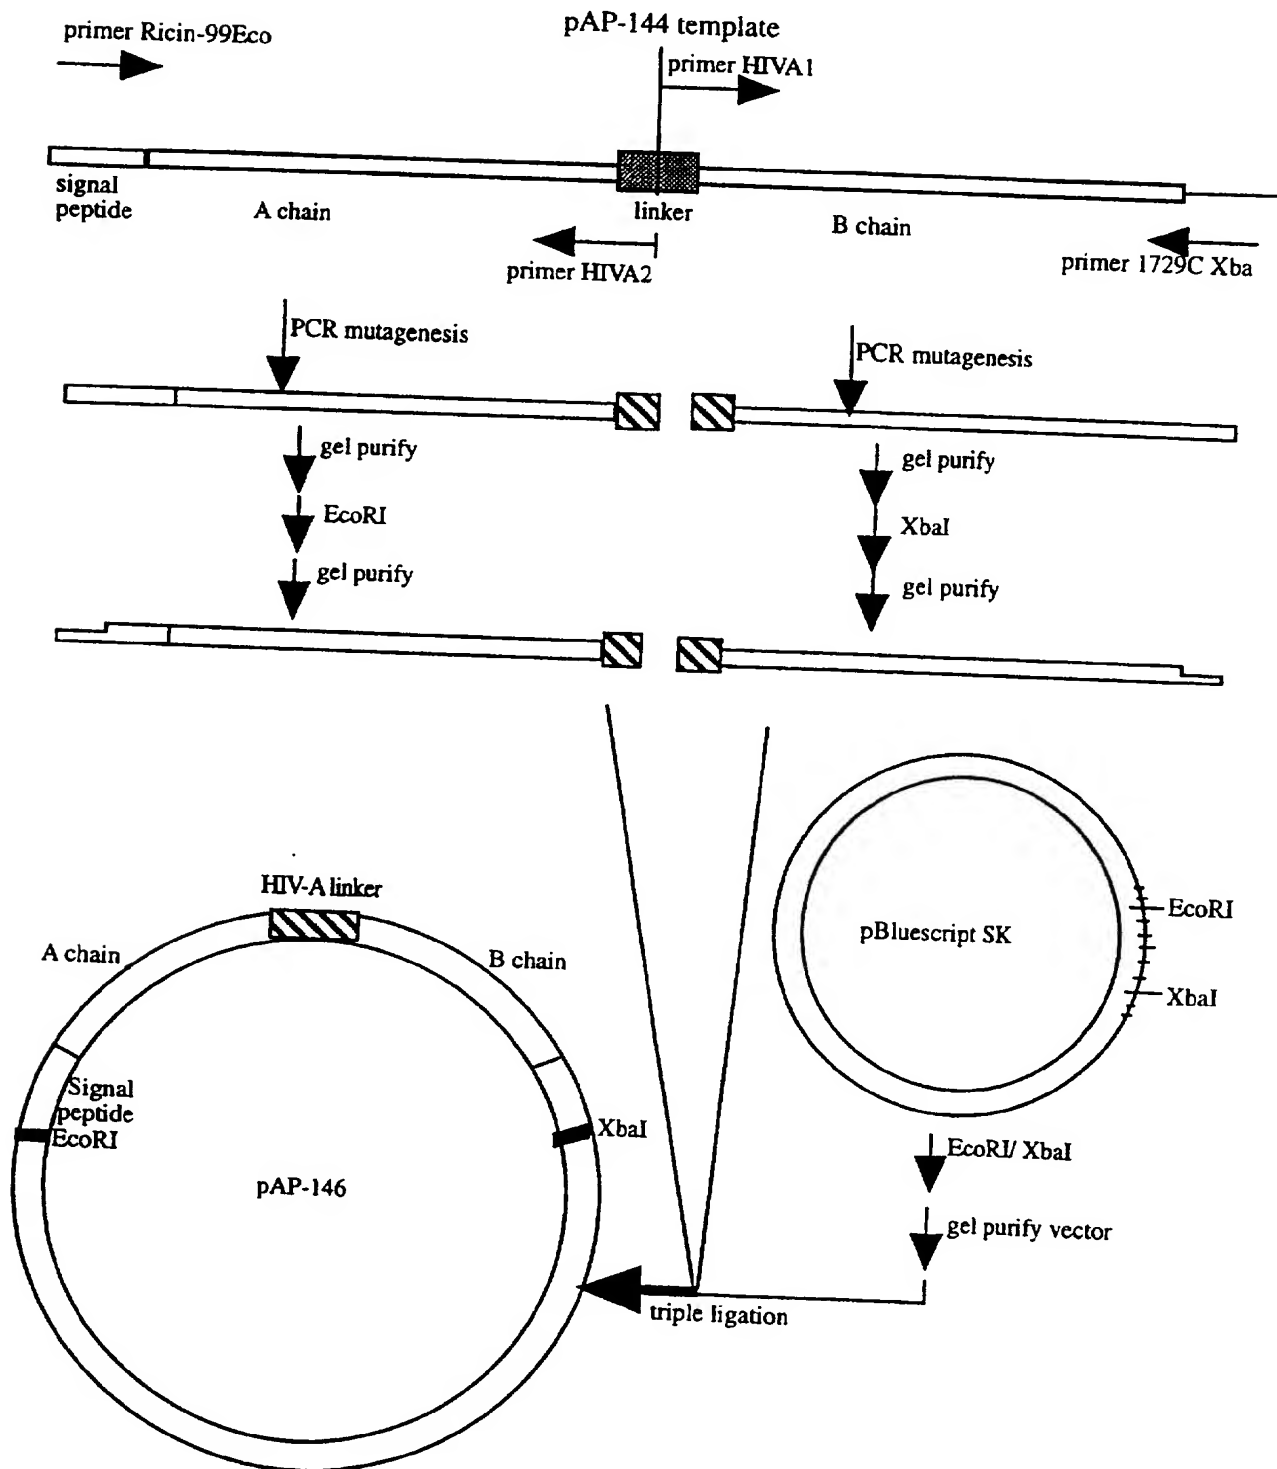 primer Ricin-99Eco
pAP-144 template
primer HIVA1
signal
peptide
A chain
linker
B chain
primer HIVA2
primer 1729C Xba
PCR mutagenesis
PCR mutagenesis
gel purify
gel purify
EcoRI
XbaI
gel purify
gel purify
HIV-A linker
A chain
B chain
pBluescript SK
EcoRI
XbaI
Signal
peptide
EcoRI
XbaI
pAP-146
EcoRI/ XbaI
gel purify vector
triple ligation